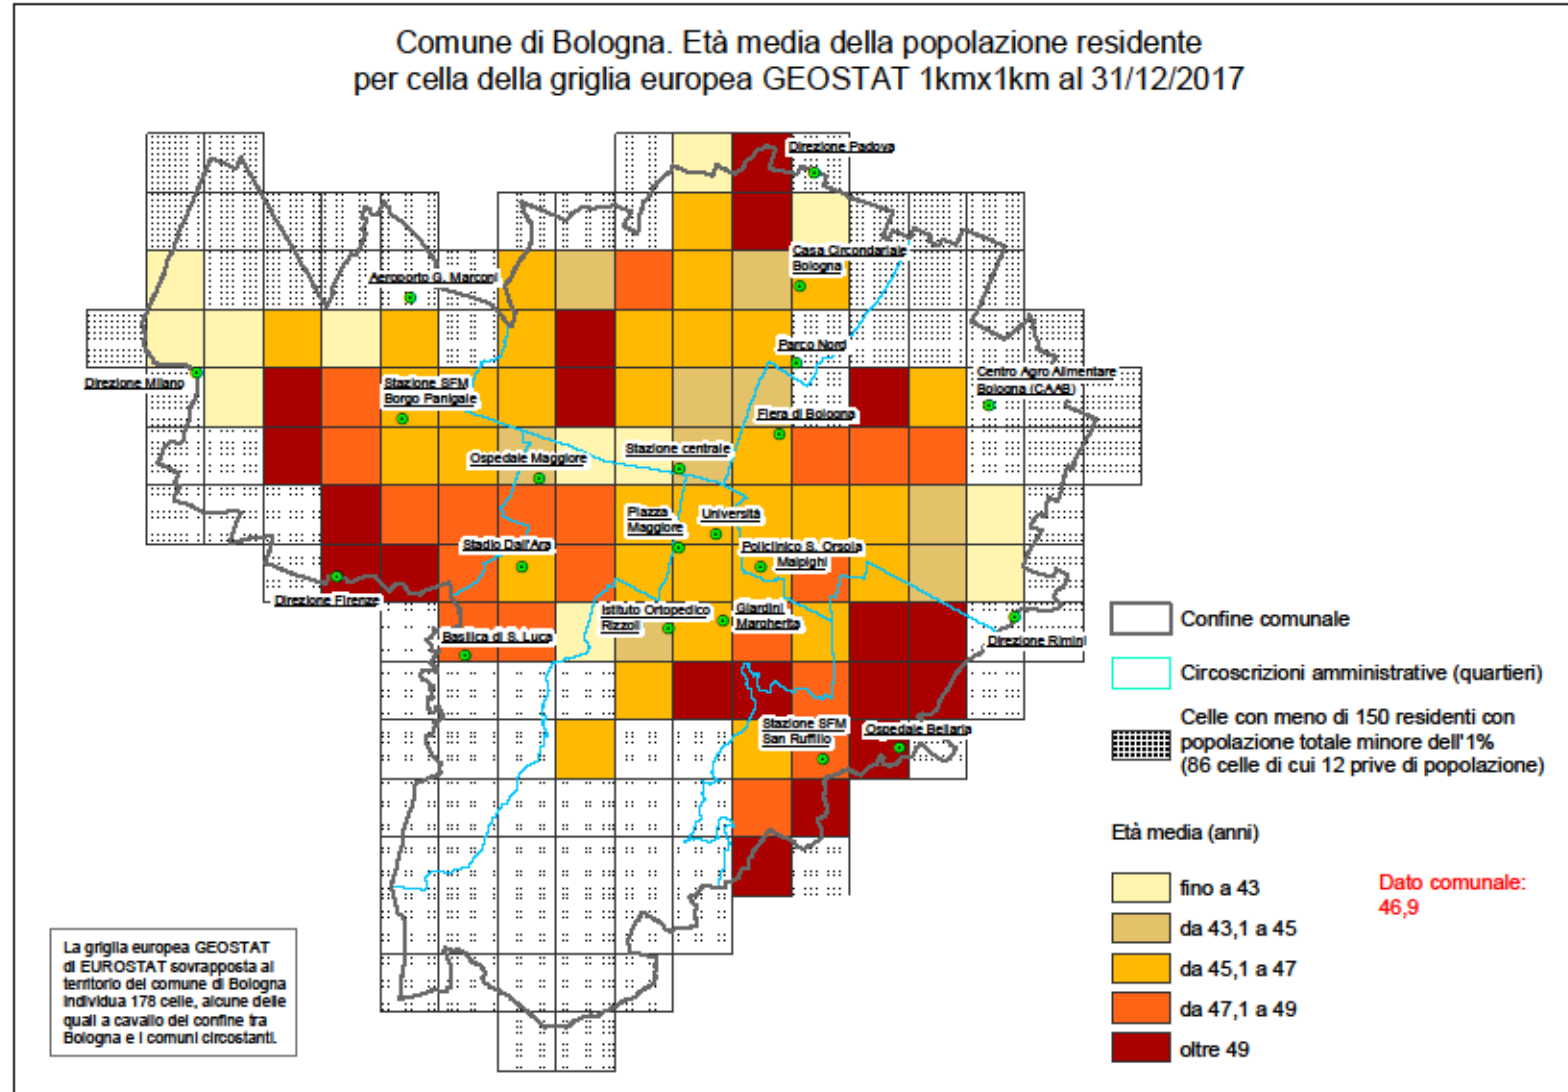 Comune di Bologna. Età media della popolazione residente
per cella della griglia europea GEOSTAT 1kmx1km al 31/12/2017
Direzione Padova
Casa Circondariale
Bologna
Aeroporto G. Marconi
Parco Nord
Direzione Milano
Stazione SFM
Borgo Panigale
Centro Agro Alimentare
Bologna (CAAB)
Fiera di Bologna
Ospedale Maggiore
Stazione centrale
Piazza
Maggiore
Università
Stadio Dall'Ara
Policlinico S. Orsola
Malpighi
Direzione Firenze
Istituto Ortopedico
Rizzoli
Giardini
Margherita
Basilica di S. Luca
Direzione Rimini
Stazione SFM
San Ruffillo
Ospedale Bellaria
Confine comunale
Circoscrizioni amministrative (quartieri)
Celle con meno di 150 residenti con
popolazione totale minore dell'1%
(86 celle di cui 12 prive di popolazione)
Età media (anni)
fino a 43
da 43,1 a 45
da 45,1 a 47
da 47,1 a 49
oltre 49
Dato comunale:
46,9
La griglia europea GEOSTAT
di EUROSTAT sovrapposta al
territorio del comune di Bologna
individua 178 celle, alcune delle
quali a cavallo del confine tra
Bologna e i comuni circostanti.